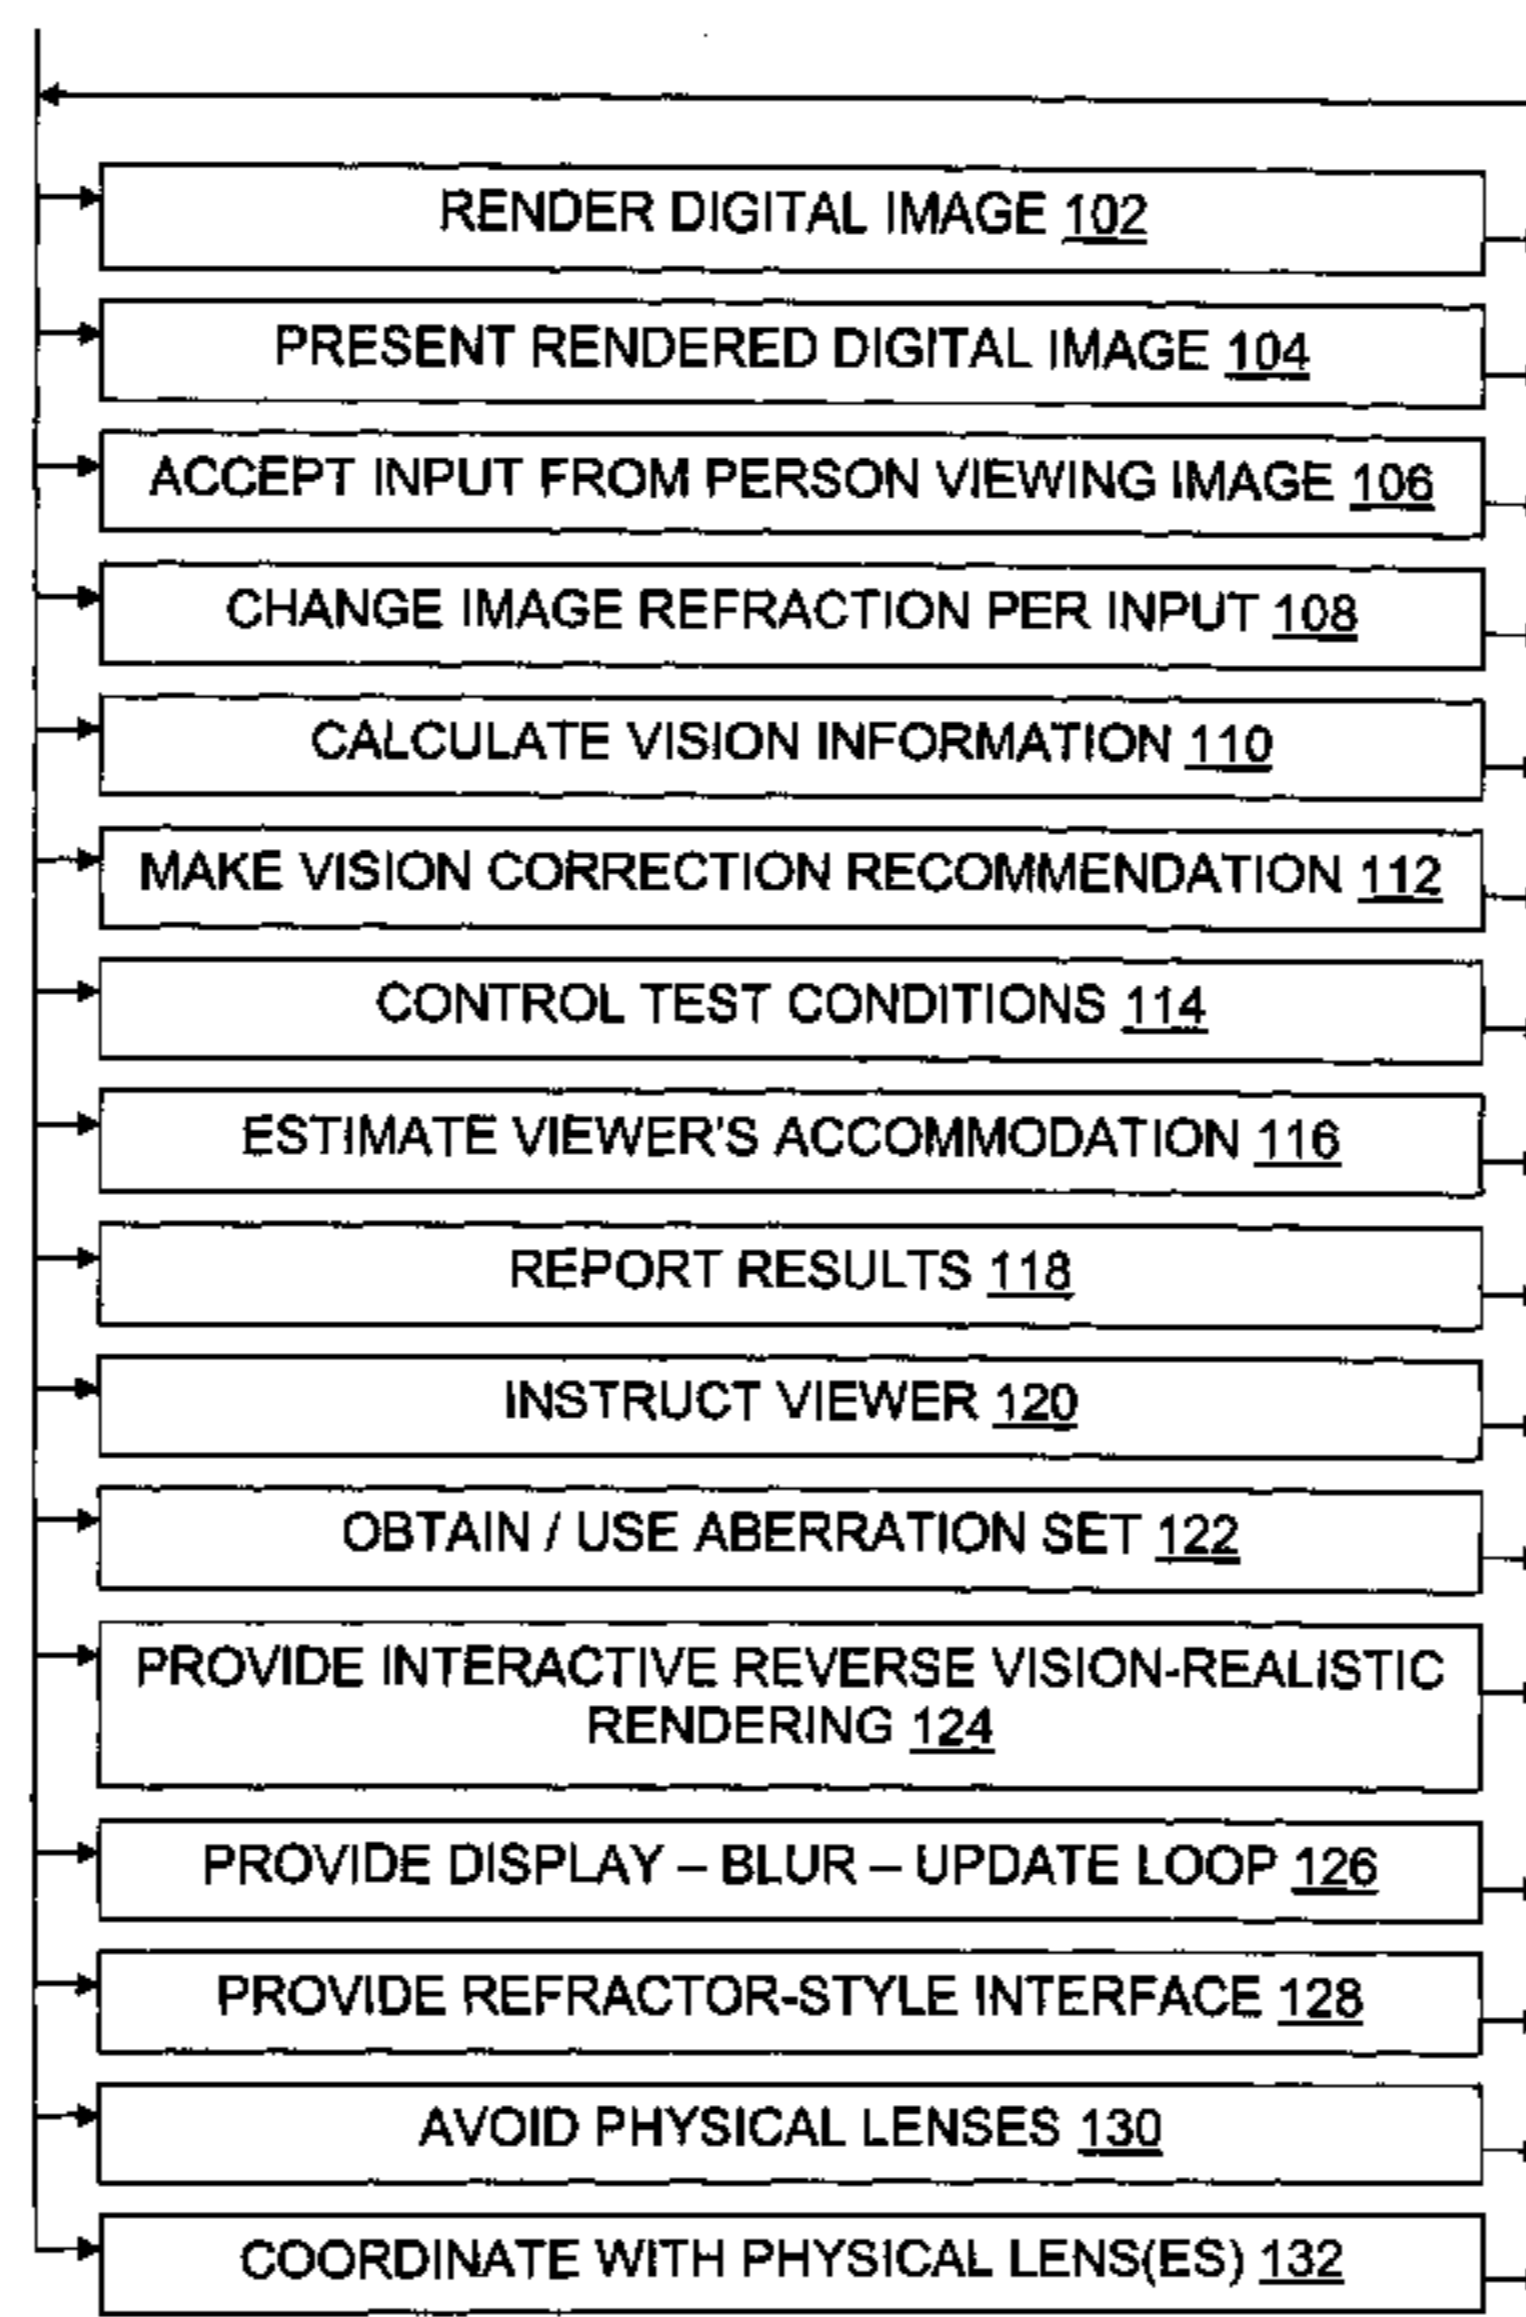 RENDER DIGITAL IMAGE 102
PRESENT RENDERED DIGITAL IMAGE 104
ACCEPT INPUT FROM PERSON VIEWING IMAGE 106
CHANGE IMAGE REFRACTION PER INPUT 108
CALCULATE VISION INFORMATION 110
MAKE VISION CORRECTION RECOMMENDATION 112
CONTROL TEST CONDITIONS 114
ESTIMATE VIEWER'S ACCOMMODATION 116
REPORT RESULTS 118
INSTRUCT VIEWER 120
OBTAIN / USE ABERRATION SET 122
PROVIDE INTERACTIVE REVERSE VISION-REALISTIC
RENDERING 124
PROVIDE DISPLAY – BLUR – UPDATE LOOP 126
PROVIDE REFRACTOR-STYLE INTERFACE 128
AVOID PHYSICAL LENSES 130
COORDINATE WITH PHYSICAL LENS(ES) 132